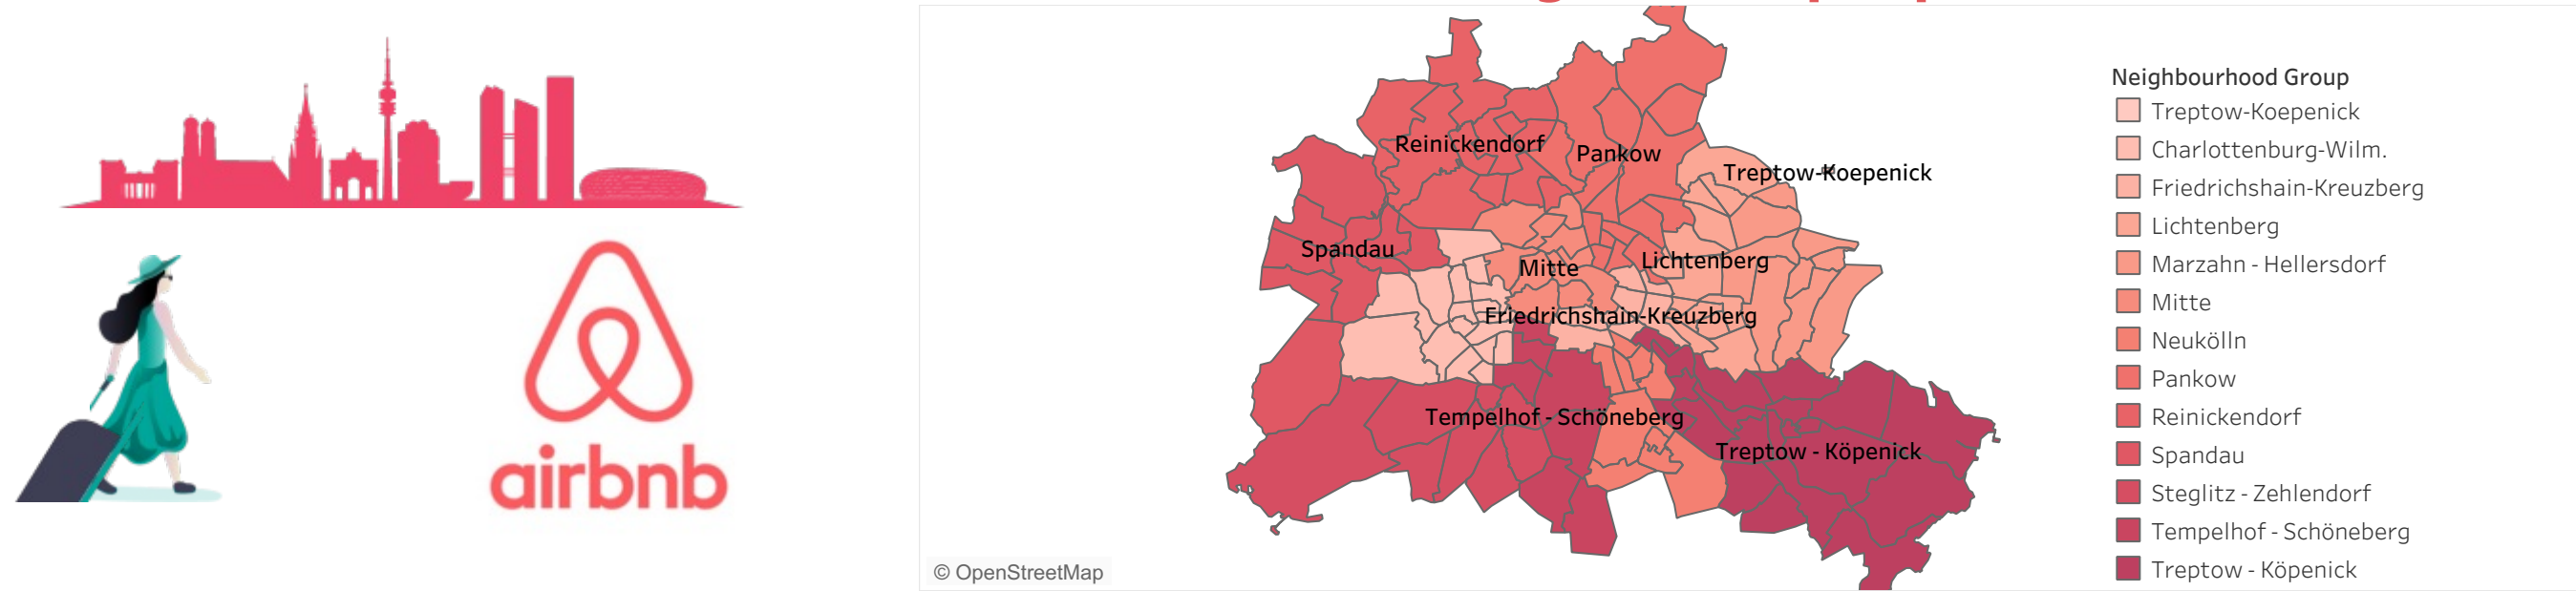 airbnb
Reinickendorf
Pankow
Treptow-Koepenick
Spandau
Mitte
Lichtenberg
Friedrichshain-Kreuzberg
Tempelhof - Schöneberg
Treptow - Köpenick
© OpenStreetMap
Neighbourhood Group
Treptow-Koepenick
Charlottenburg-Wilm.
Friedrichshain-Kreuzberg
Lichtenberg
Marzahn - Hellersdorf
Mitte
Neukölln
Pankow
Reinickendorf
Spandau
Steglitz - Zehlendorf
Tempelhof - Schöneberg
Treptow - Köpenick